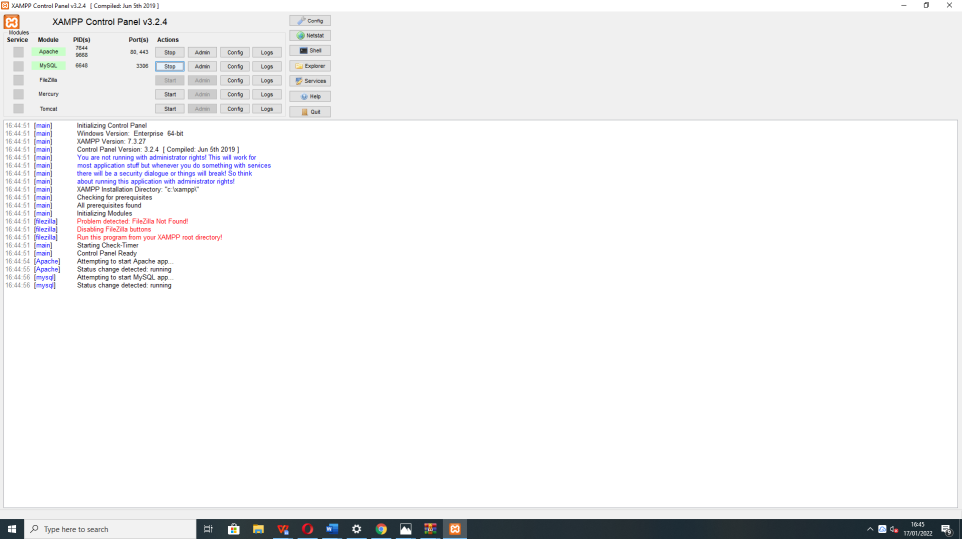 XAMPP Control Panel v3.2.4 [ Compiled: Jun 5th 2019 ]
XAMPP Control Panel v3.2.4
Config
Modules
Service Module PID(s) Port(s) Actions
Netstat
Apache 7644 9868 80, 443 Stop Admin Config Logs
Shell
MySQL 6648 3306 Stop Admin Config Logs
Explorer
FileZilla Start Admin Config Logs
Services
Mercury Start Admin Config Logs
Help
Tomcat Start Admin Config Logs
Quit
16:44:51 [main] Initializing Control Panel
16:44:51 [main] Windows Version: Enterprise 64-bit
16:44:51 [main] XAMPP Version: 7.3.27
16:44:51 [main] Control Panel Version: 3.2.4 [ Compiled: Jun 5th 2019 ]
16:44:51 [main] You are not running with administrator rights! This will work for
16:44:51 [main] most application stuff but whenever you do something with services
16:44:51 [main] there will be a security dialogue or things will break! So think
16:44:51 [main] about running this application with administrator rights!
16:44:51 [main] XAMPP Installation Directory: "c:\xampp\"
16:44:51 [main] Checking for prerequisites
16:44:51 [main] All prerequisites found
16:44:51 [main] Initializing Modules
16:44:51 [filezilla] Problem detected: FileZilla Not Found!
16:44:51 [filezilla] Disabling FileZilla buttons
16:44:51 [filezilla] Run this program from your XAMPP root directory!
16:44:51 [main] Starting Check-Timer
16:44:51 [main] Control Panel Ready
16:44:54 [Apache] Attempting to start Apache app...
16:44:55 [Apache] Status change detected: running
16:44:56 [mysql] Attempting to start MySQL app...
16:44:56 [mysql] Status change detected: running
Type here to search
16:45
17/01/2022